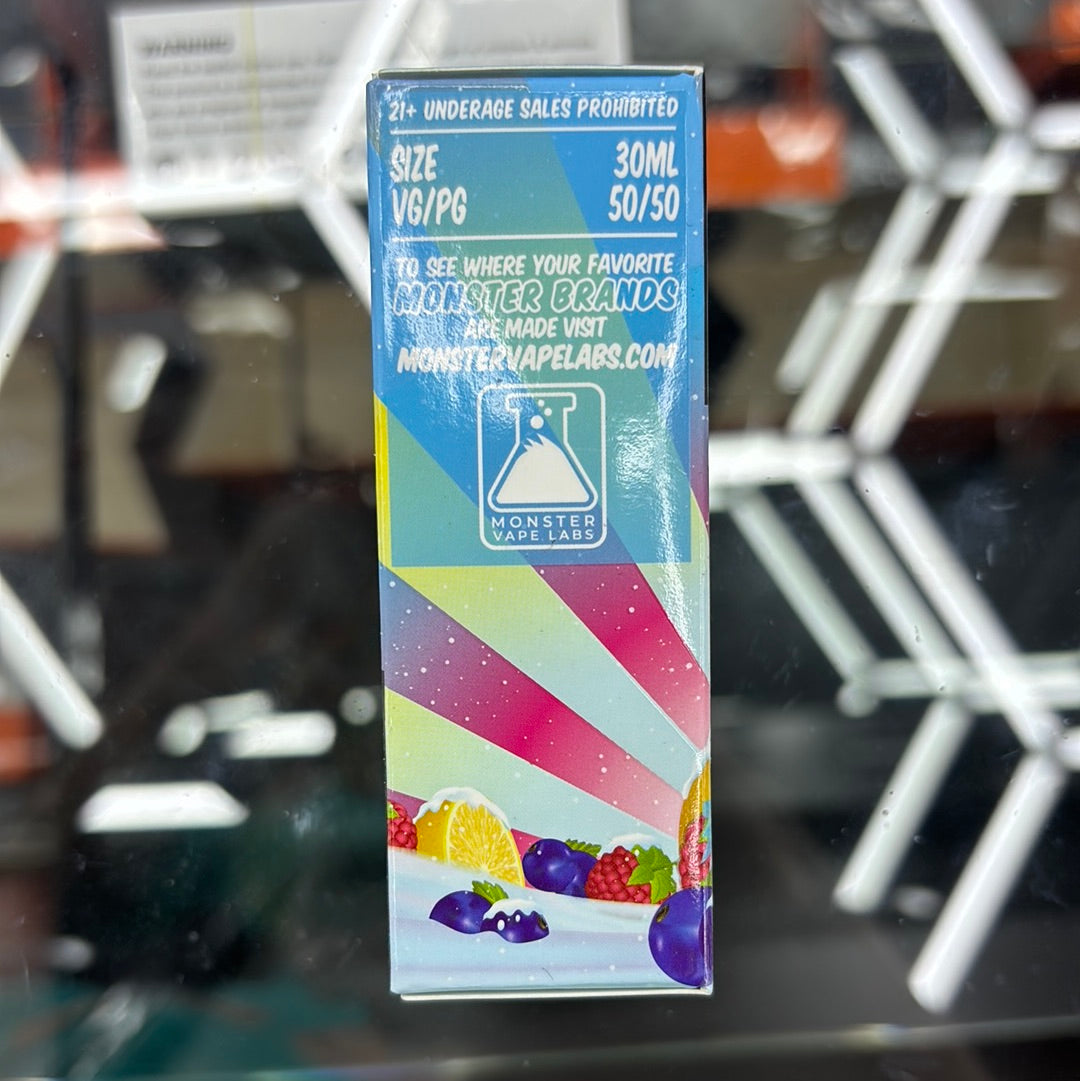 WARNING
21+ UNDERAGE SALES PROHIBITED
SIZE 30ML
VG/PG 50/50
TO SEE WHERE YOUR FAVORITE
MONSTER BRANDS
ARE MADE VISIT
MONSTERVAPELABS.COM
MONSTER
VAPE LABS